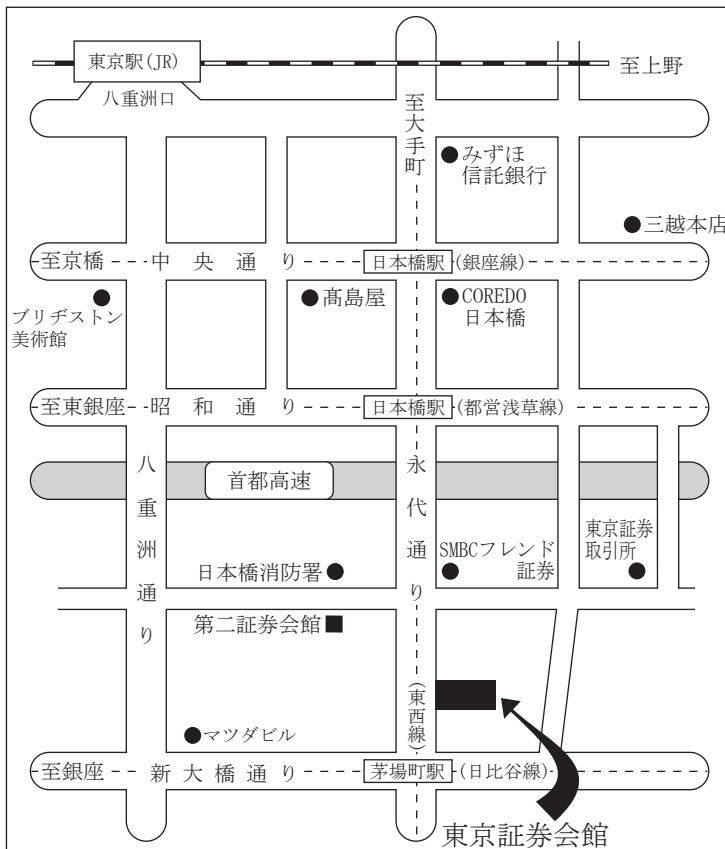 東京駅(JR)
至上野
八重洲口
至大手町
みずほ
信託銀行
三越本店
至京橋
中央通り
日本橋駅
(銀座線)
ブリヂストン
美術館
髙島屋
COREDO
日本橋
至東銀座
昭和通り
日本橋駅
(都営浅草線)
八重洲通り
首都高速
永代通り
日本橋消防署
SMBCフレンド
証券
東京証券
取引所
第二証券会館
(東西線)
マツダビル
至銀座
新大橋通り
茅場町駅
(日比谷線)
東京証券会館